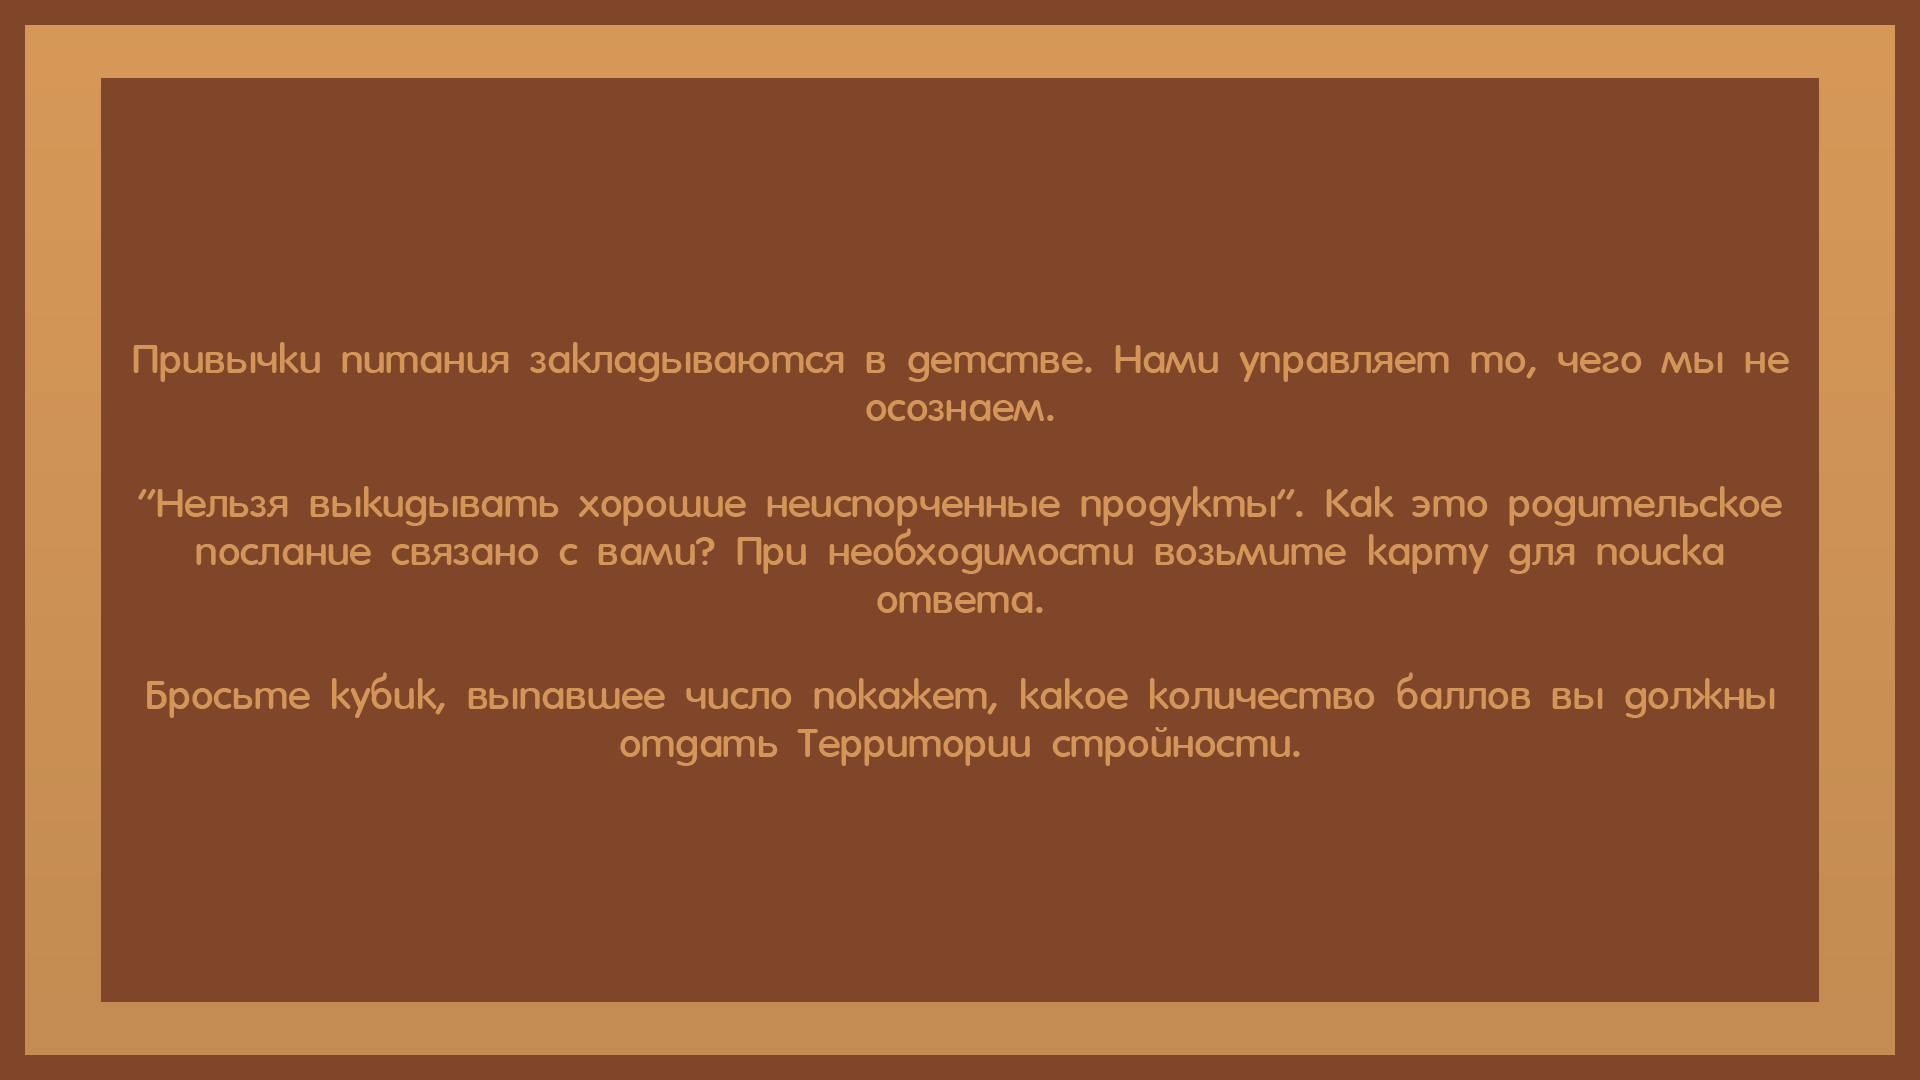 Привычки питания закладываются в детстве. Нами управляет то, чего мы не
осознаем.
"Нельзя выкидывать хорошие неиспорченные продукты". Как это родительское
послание связано с вами? При необходимости возьмите карту для поиска
ответа.
Бросьте кубик, выпавшее число покажет, какое количество баллов вы должны
отдать Территории стройности.